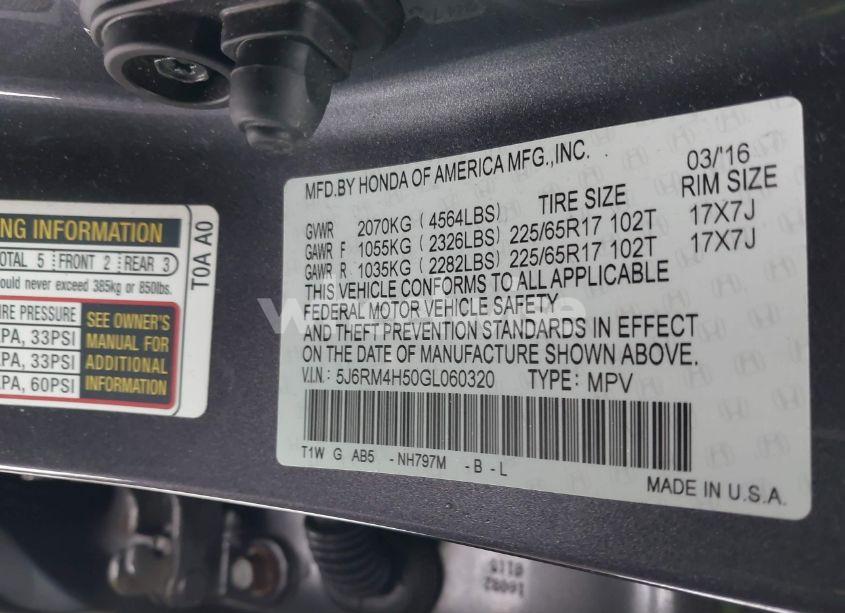 NG INFORMATION
TOTAL 5 FRONT 2 REAR 3
ould never exceed 385kg or 850lbs.
IRE PRESSURE
PA, 33PSI
PA, 33PSI
PA, 60PSI
SEE OWNER'S
MANUAL FOR
ADDITIONAL
INFORMATION
T0A A0
MFD.BY HONDA OF AMERICA MFG.,INC. 03/'16
TIRE SIZE RIM SIZE
GVWR 2070KG ( 4564LBS)
GAWR F 1055KG ( 2326LBS) 225/65R17 102T 17X7J
GAWR R 1035KG ( 2282LBS) 225/65R17 102T 17X7J
THIS VEHICLE CONFORMS TO ALL APPLICABLE
FEDERAL MOTOR VEHICLE SAFETY
AND THEFT PREVENTION STANDARDS IN EFFECT
ON THE DATE OF MANUFACTURE SHOWN ABOVE.
V.I.N.: 5J6RM4H50GL060320 TYPE: MPV
T1W G AB5 -NH797M -B-L
MADE IN U.S.A.